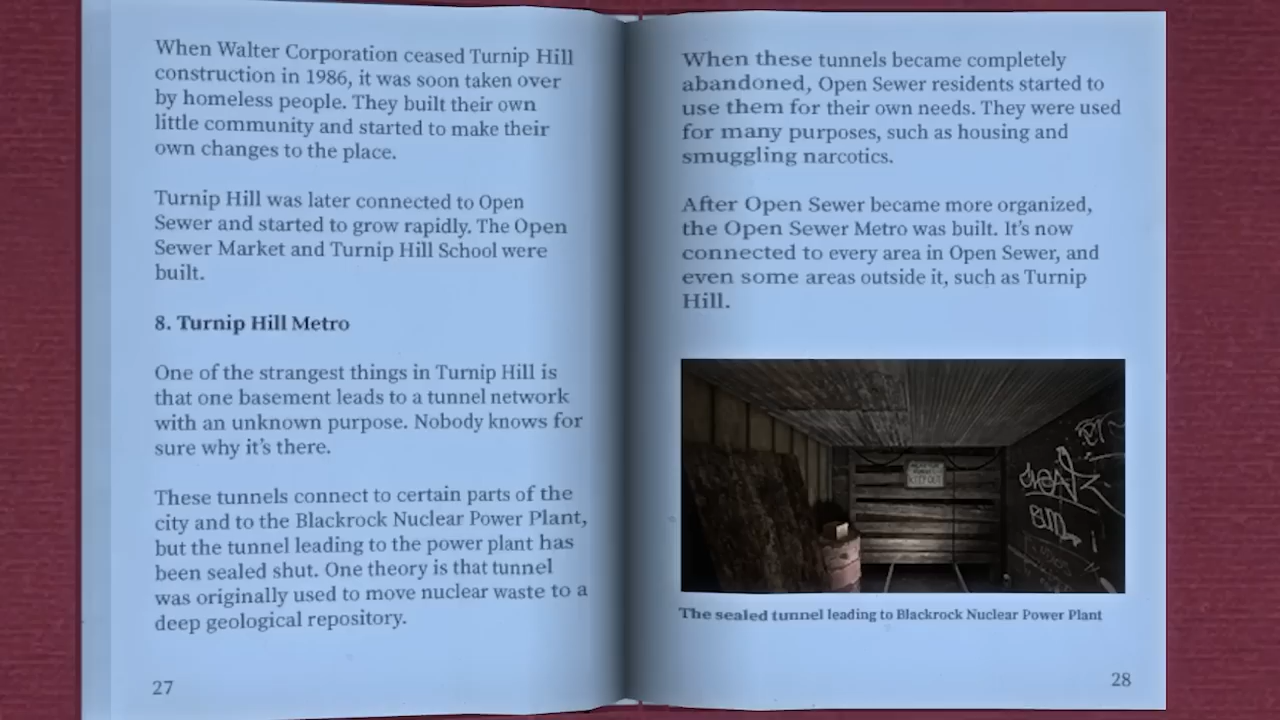 When Walter Corporation ceased Turnip Hill
construction in 1986, it was soon taken over
by homeless people. They built their own
little community and started to make their
own changes to the place.
Turnip Hill was later connected to Open
Sewer and started to grow rapidly. The Open
Sewer Market and Turnip Hill School were
built.
8. Turnip Hill Metro
One of the strangest things in Turnip Hill is
that one basement leads to a tunnel network
with an unknown purpose. Nobody knows for
sure why it's there.
These tunnels connect to certain parts of the
city and to the Blackrock Nuclear Power Plant,
but the tunnel leading to the power plant has
been sealed shut. One theory is that tunnel
was originally used to move nuclear waste to a
deep geological repository.
27
When these tunnels became completely
abandoned, Open Sewer residents started to
use them for their own needs. They were used
for many purposes, such as housing and
smuggling narcotics.
After Open Sewer became more organized,
the Open Sewer Metro was built. It's now
connected to every area in Open Sewer, and
even some areas outside it, such as Turnip
Hill.
KEEP OUT
The sealed tunnel leading to Blackrock Nuclear Power Plant
28